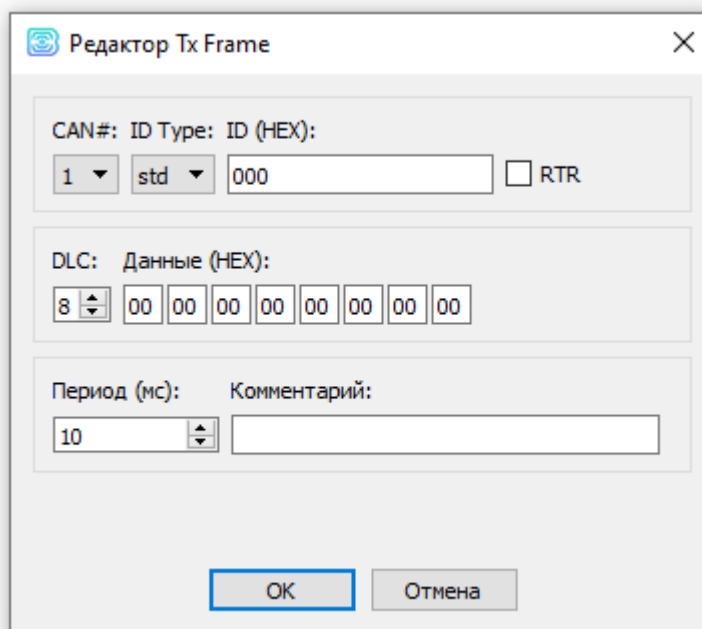 Редактор Tx Frame
CAN#: ID Type: ID (HEX):
1 std 000 RTR
DLC: Данные (HEX):
8 00 00 00 00 00 00 00 00
Период (мс): Комментарий:
10
OK Отмена